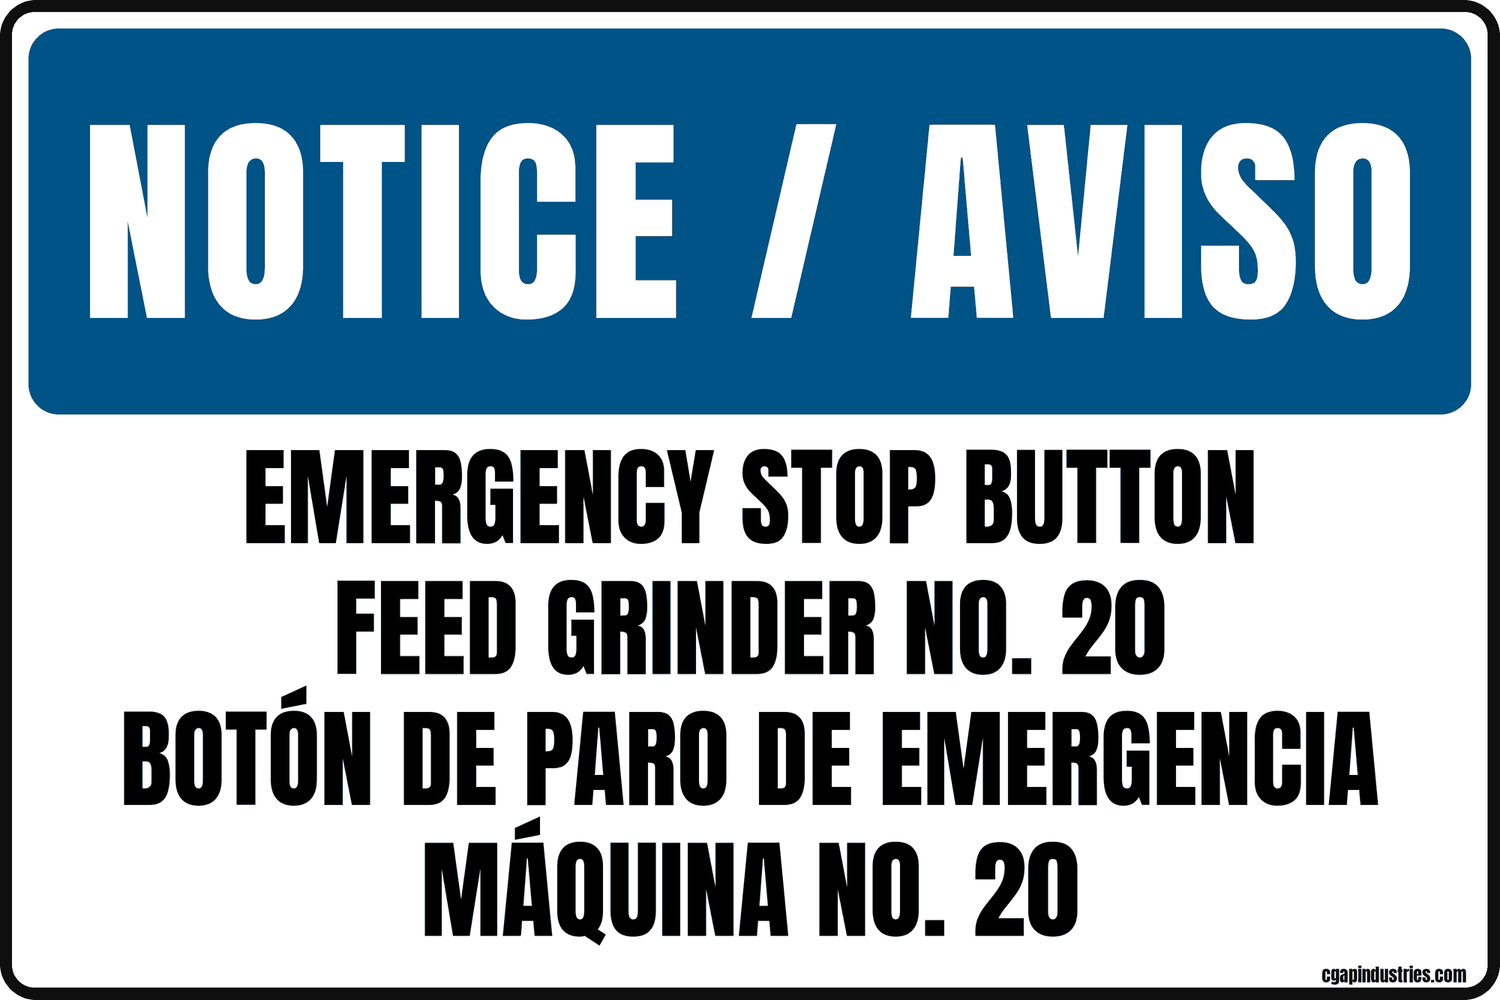 NOTICE / AVISO
EMERGENCY STOP BUTTON
FEED GRINDER NO. 20
BOTÓN DE PARO DE EMERGENCIA
MÁQUINA NO. 20
cgapindustries.com